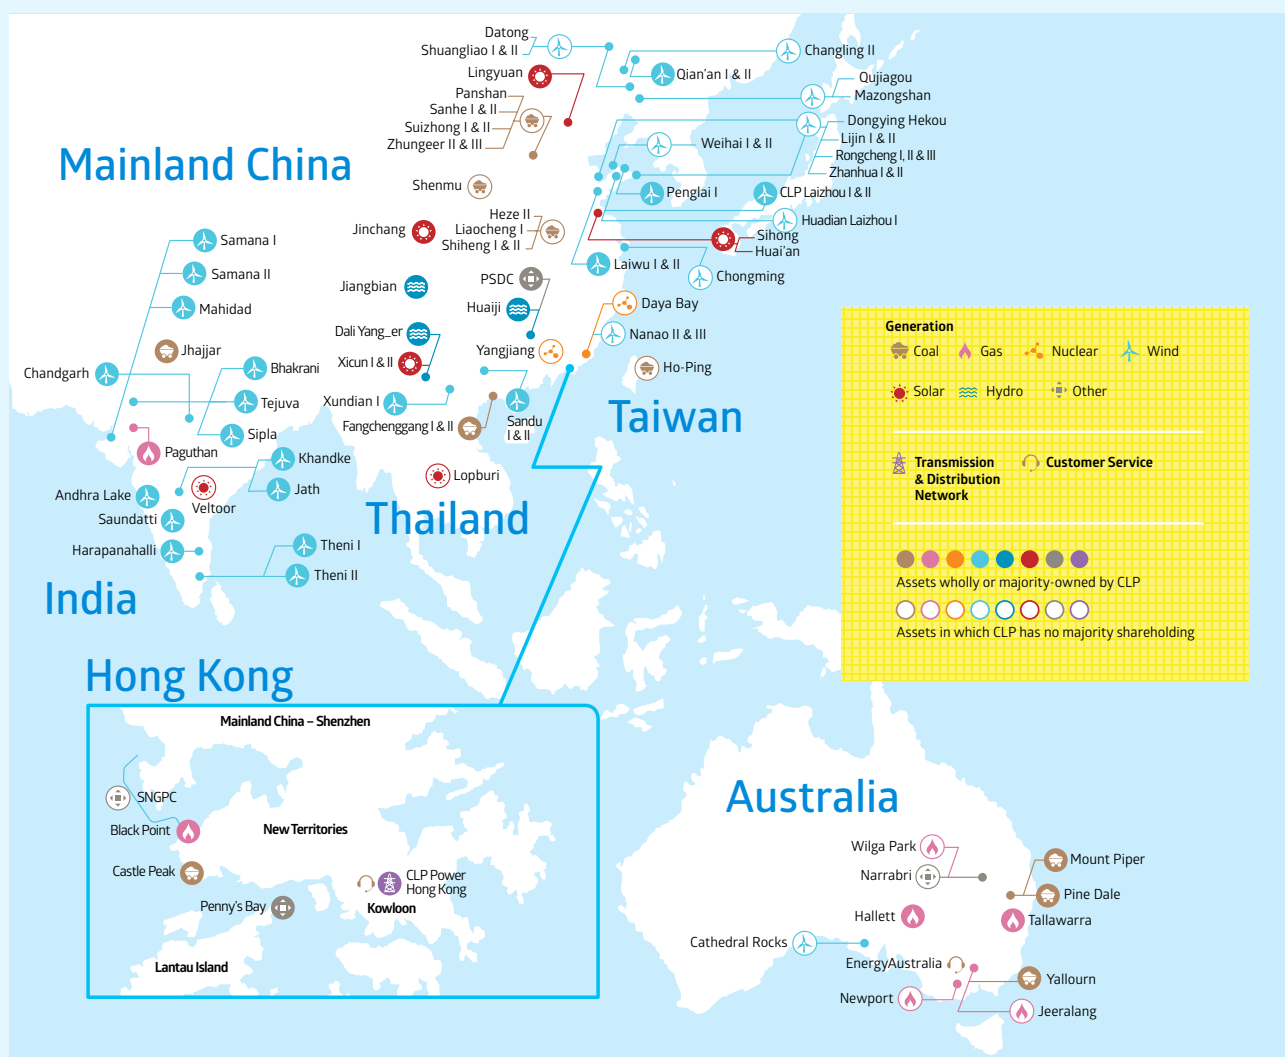 Datong
Shuangliao I & II
Changling II
Lingyuan
Qian'an I & II
Qujiagou
Mazongshan
Panshan
Sanhe I & II
Suizhong I & II
Zhungeer II & III
Dongying Hekou
Lijin I & II
Rongcheng I, II & III
Zhanhua I & II
Weihai I & II
Mainland China
Shenmu
Penglai I
CLP Laizhou I & II
Heze II
Liaocheng I
Shiheng I & II
Jinchang
Huadian Laizhou I
Sihong
Huai'an
Samana I
Samana II
Mahidad
Laiwu I & II
Chongming
PSDC
Jiangbian
Huaiji
Daya Bay
Dali Yang_er
Nanao II & III
Yangjiang
Xicun I & II
Ho-Ping
Jhajjar
Chandgarh
Bhakrani
Tejuva
Sipla
Xundian I
Fangchenggang I & II
Sandu
I & II
Taiwan
Paguthan
Khandke
Jath
Lopburi
Andhra Lake
Veltoor
Saundatti
Thailand
Harapanahalli
Theni I
Theni II
India
Generation
Coal
Gas
Nuclear
Wind
Solar
Hydro
Other
Transmission
& Distribution
Network
Customer Service
Assets wholly or majority-owned by CLP
Assets in which CLP has no majority shareholding
Hong Kong
Mainland China – Shenzhen
SNGPC
Black Point
New Territories
Castle Peak
CLP Power
Hong Kong
Penny's Bay
Kowloon
Lantau Island
Australia
Wilga Park
Narrabri
Mount Piper
Pine Dale
Hallett
Tallawarra
Cathedral Rocks
EnergyAustralia
Yallourn
Newport
Jeeralang